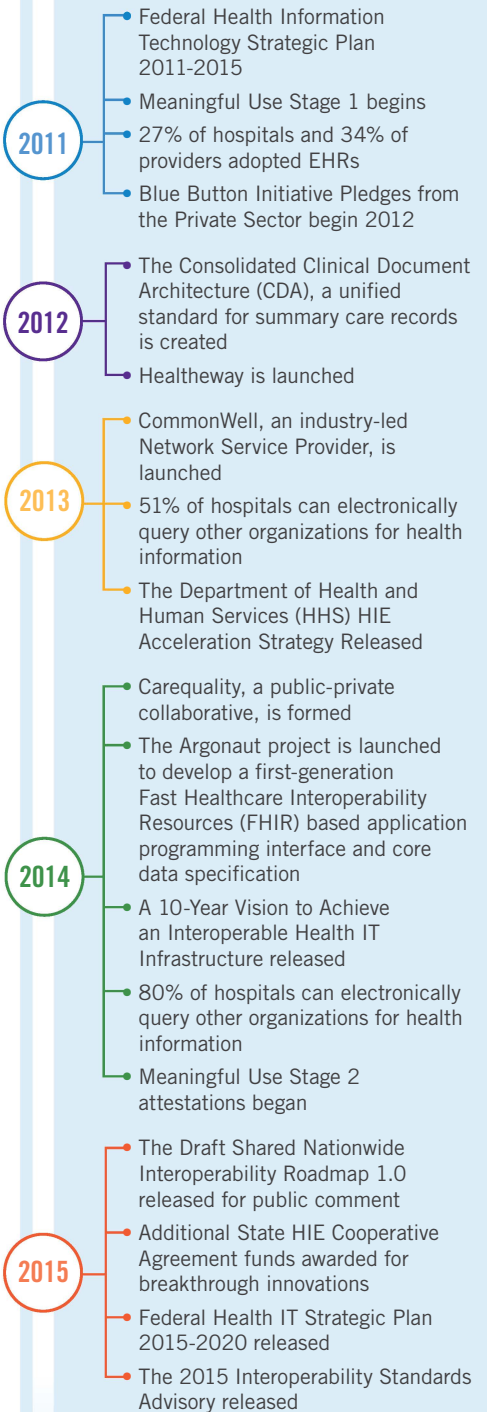 2011
Federal Health Information
Technology Strategic Plan
2011-2015
Meaningful Use Stage 1 begins
27% of hospitals and 34% of
providers adopted EHRs
Blue Button Initiative Pledges from
the Private Sector begin 2012
2012
The Consolidated Clinical Document
Architecture (CDA), a unified
standard for summary care records
is created
Healtheway is launched
2013
CommonWell, an industry-led
Network Service Provider, is
launched
51% of hospitals can electronically
query other organizations for health
information
The Department of Health and
Human Services (HHS) HIE
Acceleration Strategy Released
2014
Carequality, a public-private
collaborative, is formed
The Argonaut project is launched
to develop a first-generation
Fast Healthcare Interoperability
Resources (FHIR) based application
programming interface and core
data specification
A 10-Year Vision to Achieve
an Interoperable Health IT
Infrastructure released
80% of hospitals can electronically
query other organizations for health
information
Meaningful Use Stage 2
attestations began
2015
The Draft Shared Nationwide
Interoperability Roadmap 1.0
released for public comment
Additional State HIE Cooperative
Agreement funds awarded for
breakthrough innovations
Federal Health IT Strategic Plan
2015-2020 released
The 2015 Interoperability Standards
Advisory released